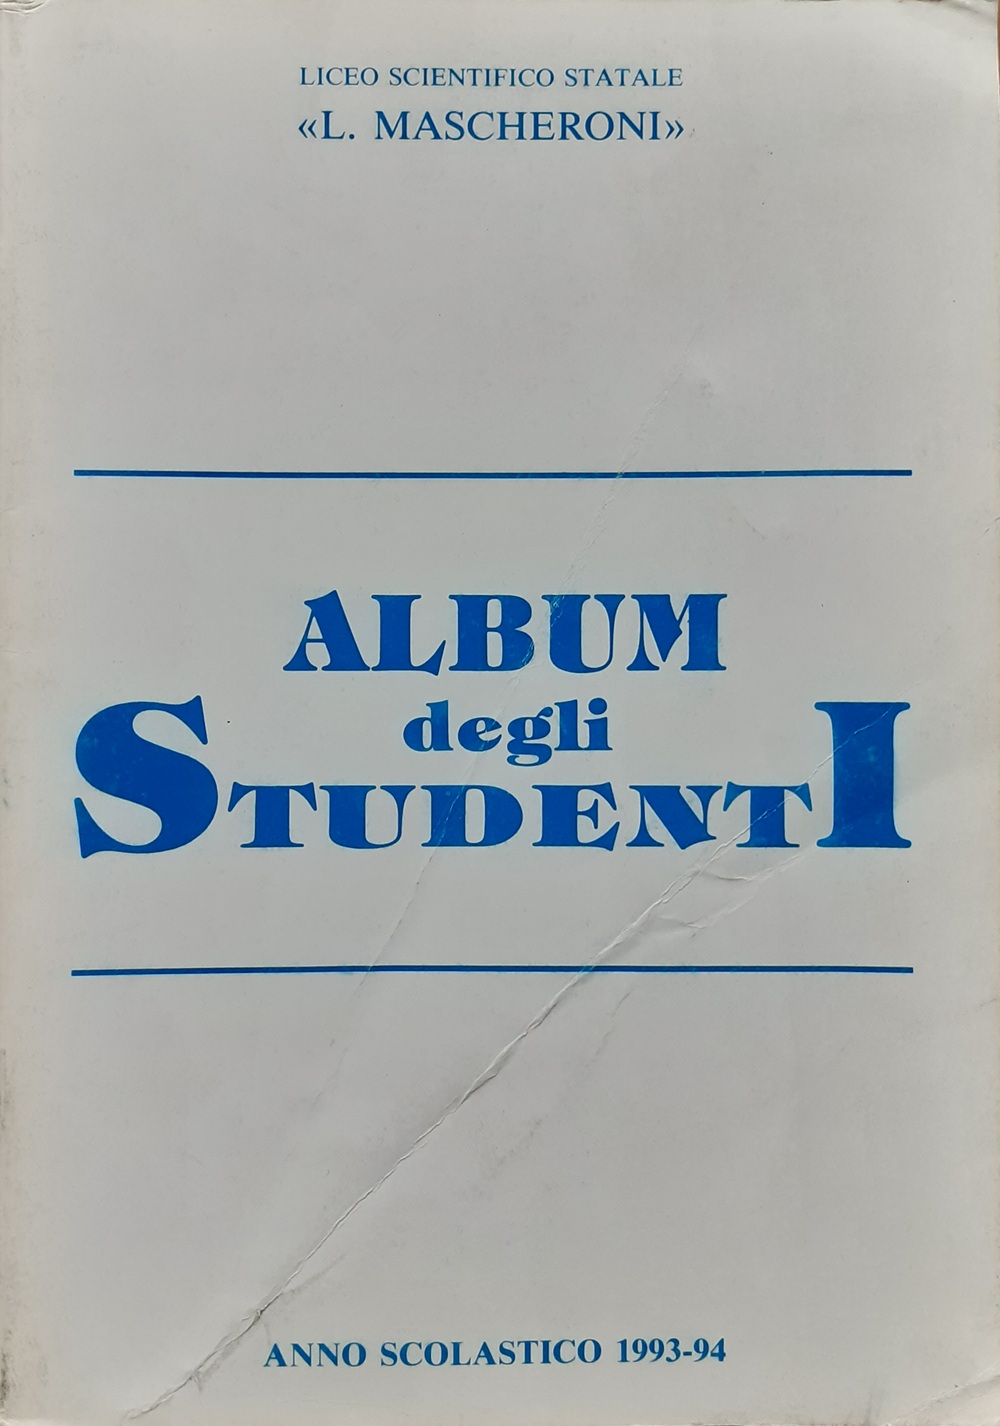 LICEO SCIENTIFICO STATALE
«L. MASCHERONI»
ALBUM
degli
STUDENTI
ANNO SCOLASTICO 1993-94